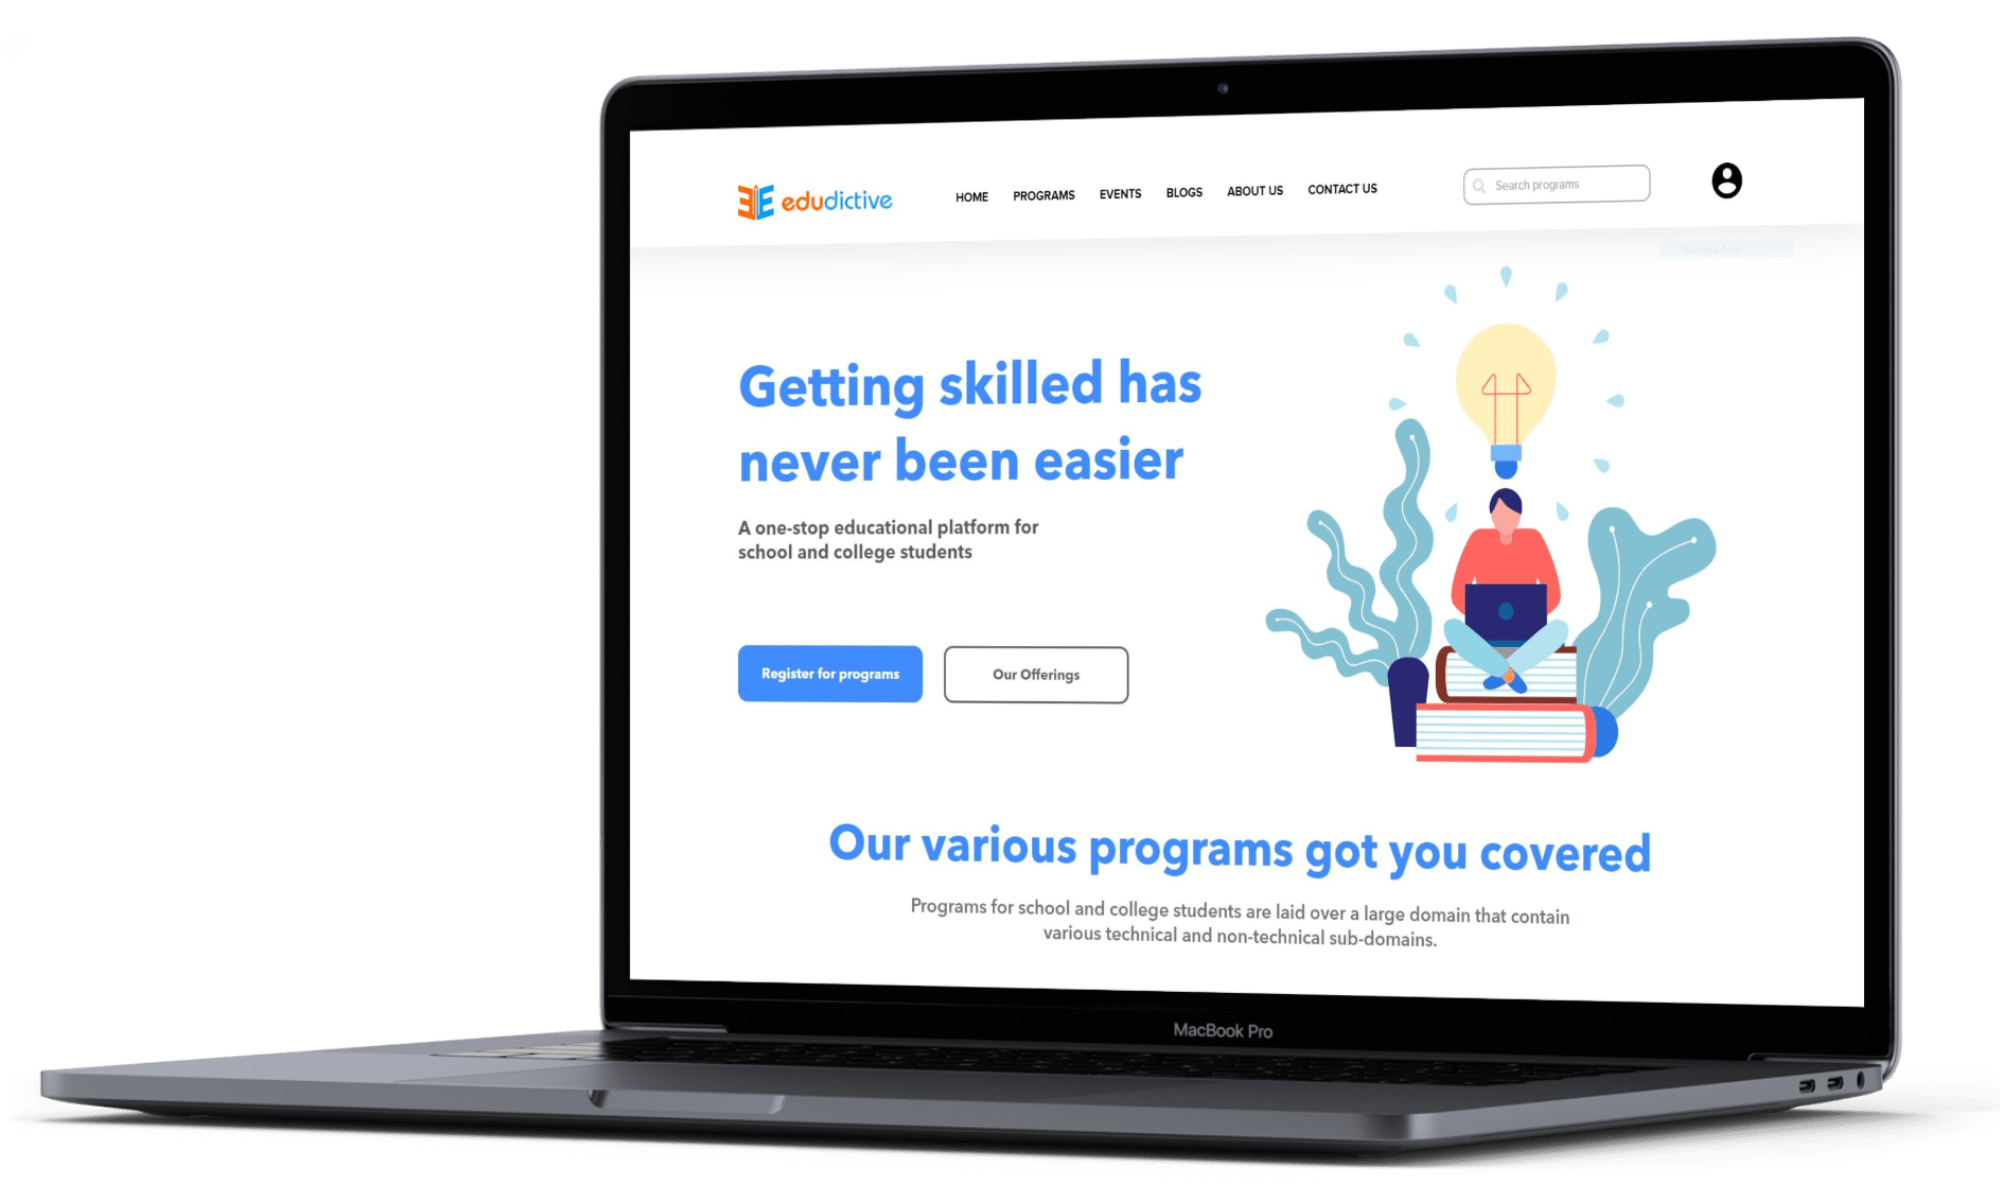 edudictive
HOME PROGRAMS EVENTS BLOGS ABOUT US CONTACT US
Search programs
Getting skilled has
never been easier
A one-stop educational platform for
school and college students
Register for programs
Our Offerings
Our various programs got you covered
Programs for school and college students are laid over a large domain that contain
various technical and non-technical sub-domains.
MacBook Pro